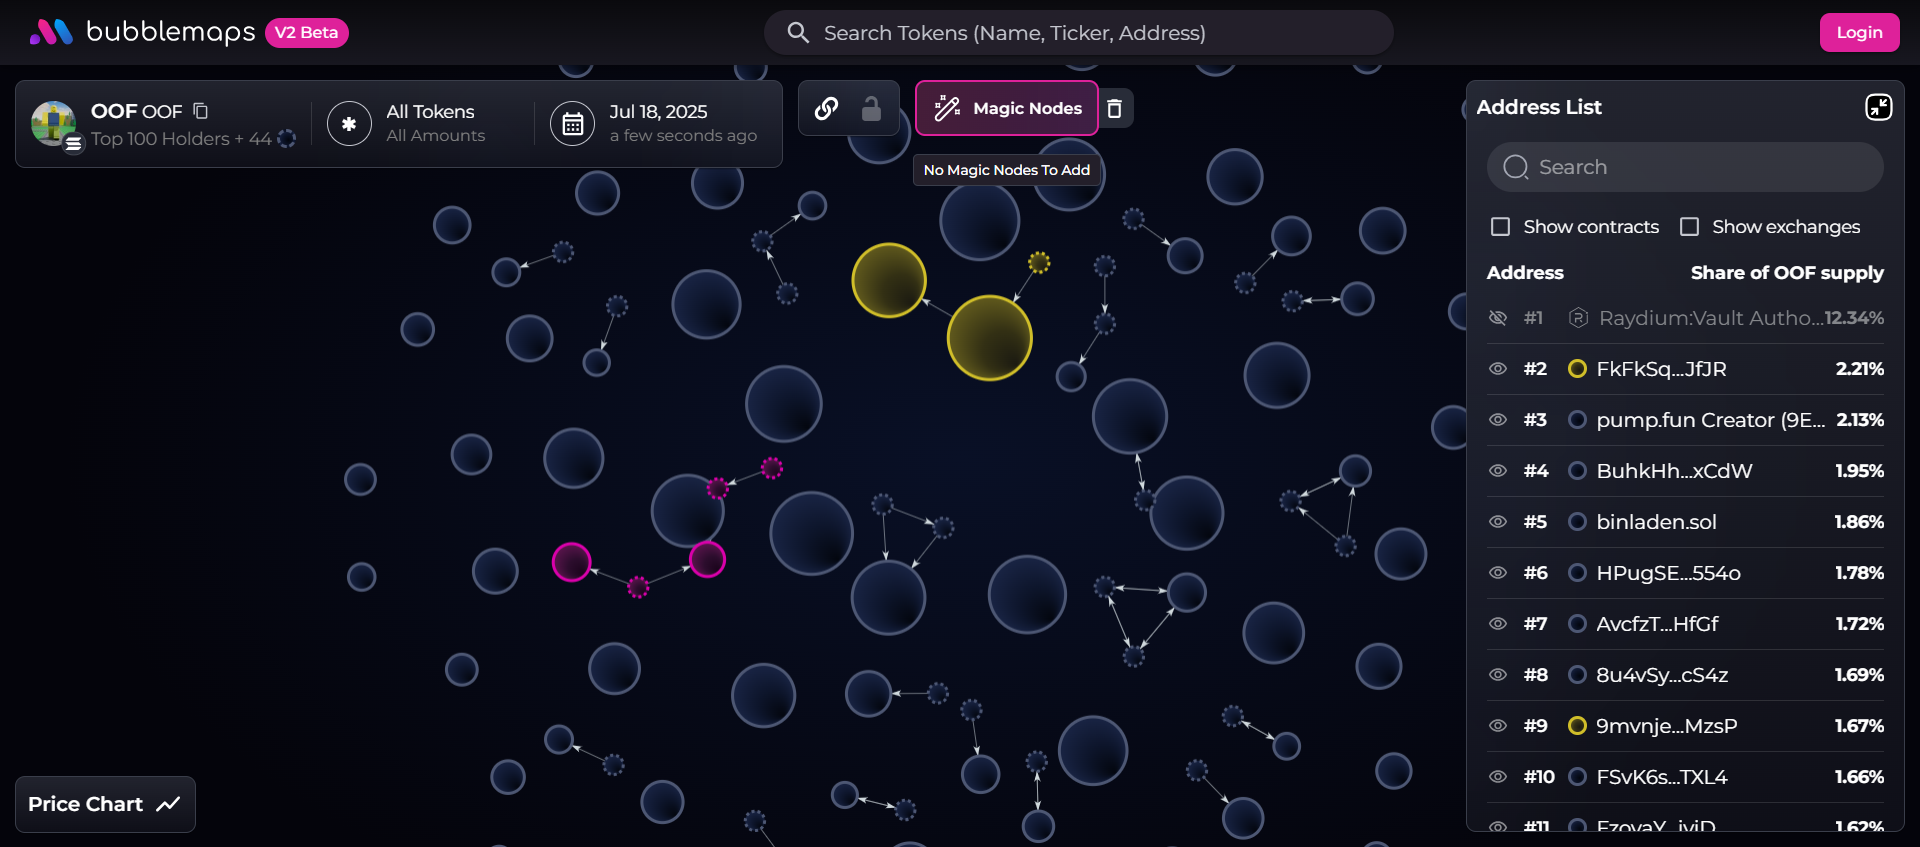 bubblemaps V2 Beta
Search Tokens (Name, Ticker, Address)
Login
OOF OOF
Top 100 Holders + 44
All Tokens
All Amounts
Jul 18, 2025
a few seconds ago
Magic Nodes
No Magic Nodes To Add
Address List
Search
Show contracts Show exchanges
Address Share of OOF supply
#1 Raydium:Vault Autho... 12.34%
#2 FkFkSq...JfJR 2.21%
#3 pump.fun Creator (9E... 2.13%
#4 BuhkHh...xCdW 1.95%
#5 binladen.sol 1.86%
#6 HPugSE...554o 1.78%
#7 AvcfzT...HfGf 1.72%
#8 8u4vSy...cS4z 1.69%
#9 9mvnje...MzsP 1.67%
#10 FSvK6s...TXL4 1.66%
#11 1.62%
Price Chart